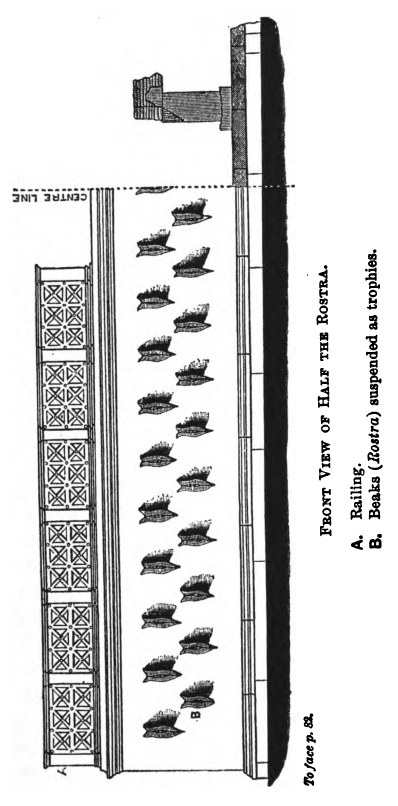 CENTRE LINE
A
B
FRONT VIEW OF HALF THE ROSTRA.
A. Railing.
B. Beaks (Rostra) suspended as trophies.
To face p. 82.